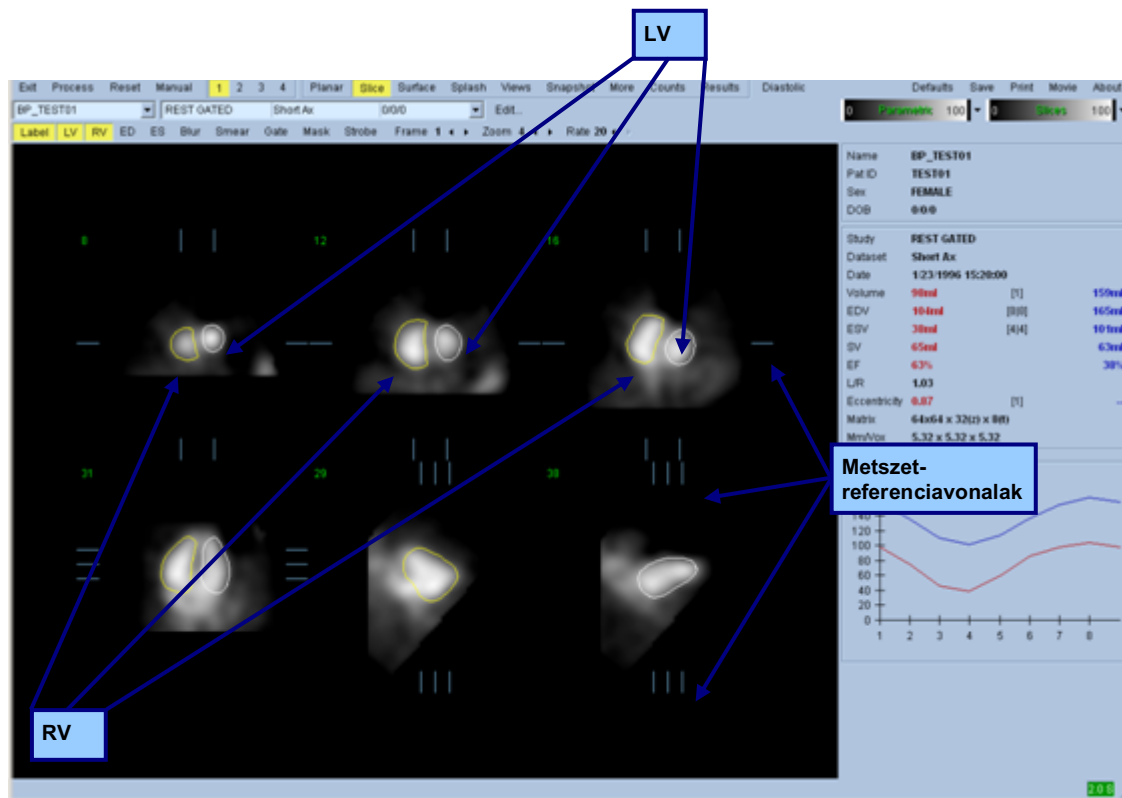 LV
Exit Process Reset Manual 1 2 3 4 Planar Slice Surface Splash Views Snapshot More Counts Results Diastolic Defaults Save Print Movie About
BP_TEST01 REST GATED Short Ax 0/0/0 Edit...
0 Parametric 100 0 Slices 100
Label LV RV ED ES Blur Smear Gate Mask Strobe Frame 1 Zoom 4 Rate 20
Name BP_TEST01
Pat ID TEST01
Sex FEMALE
DOB 0/0/0
8 12 16
Study REST GATED
Dataset Short Ax
Date 1/23/1996 15:20:00
Volume 98ml [1] 159ml
EDV 104ml [8|8] 165ml
ESV 38ml [4|4] 101ml
SV 65ml 63ml
EF 63% 38%
L/R 1.03
Eccentricity 0.87 [1]
Matrix 64x64 x 32(z) x 8(t)
Mm/Vox 5.32 x 5.32 x 5.32
Metszet-
referenciavonalak
31 29 38
140
120
100
80
60
40
20
0
1 2 3 4 5 6 7 8
RV